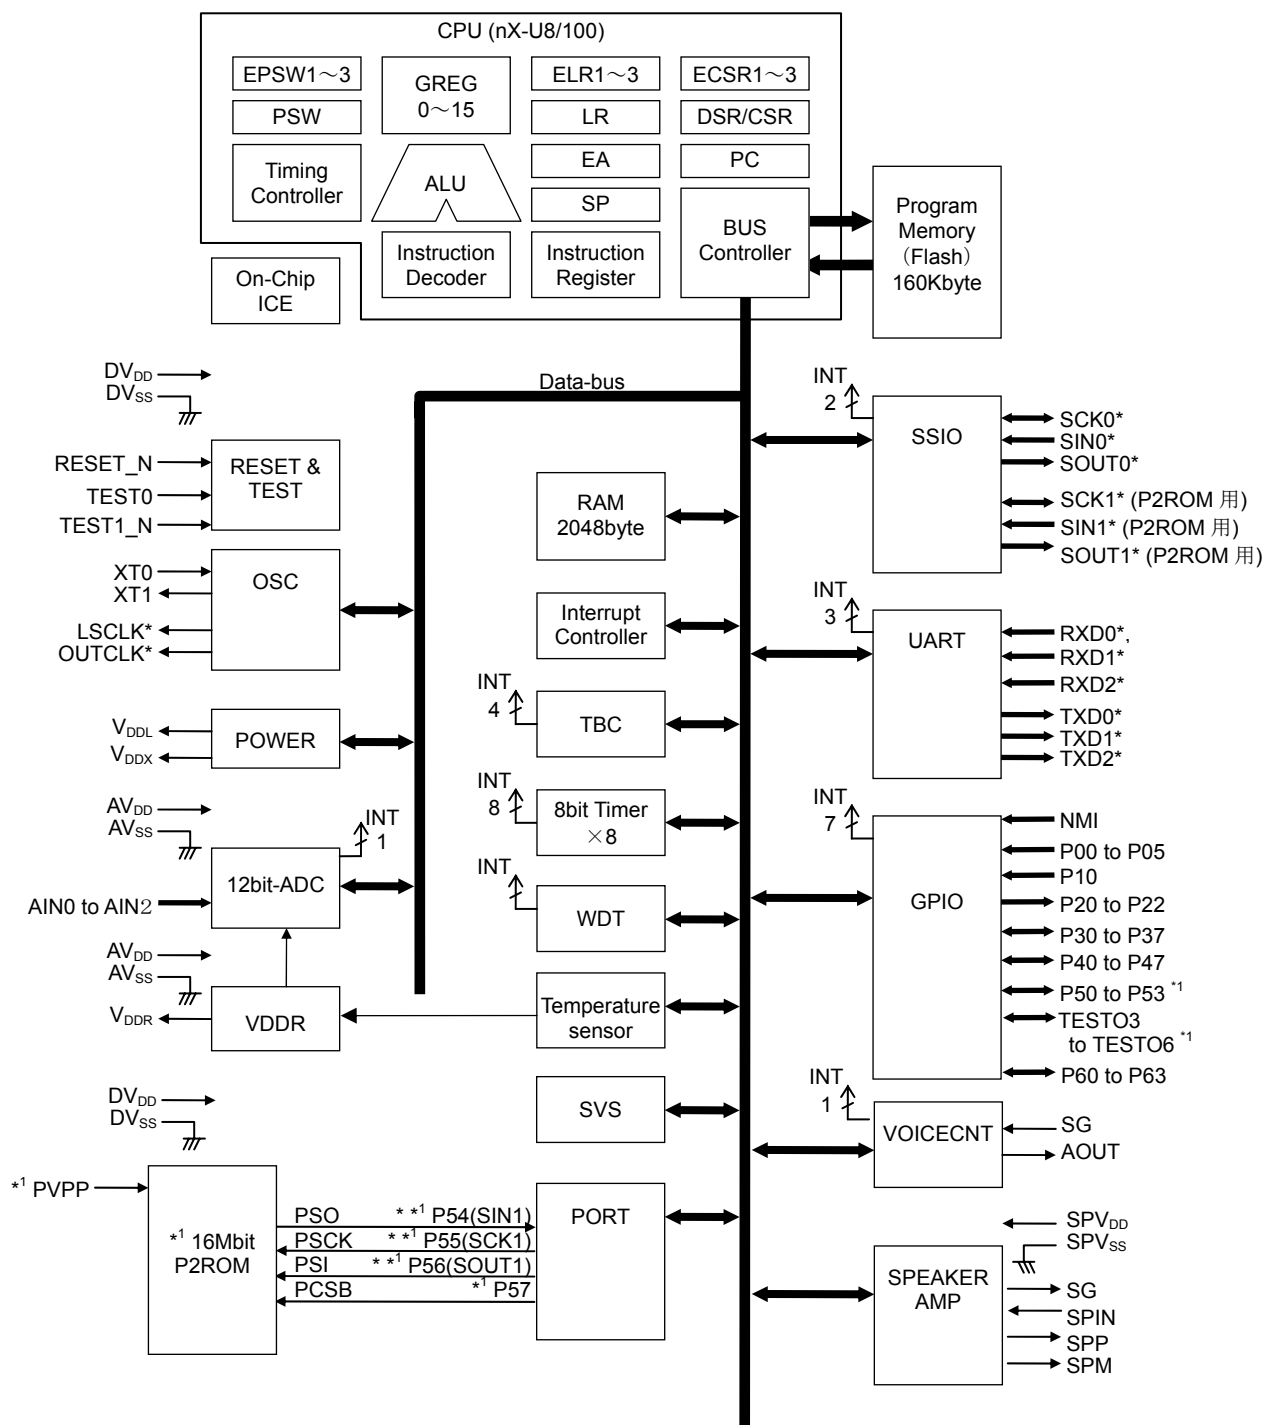 CPU (nX-U8/100)
EPSW1～3
GREG
0～15
ELR1～3
ECSR1～3
PSW
LR
DSR/CSR
Timing
Controller
ALU
EA
PC
SP
BUS
Controller
Program
Memory
（Flash）
160Kbyte
Instruction
Decoder
Instruction
Register
On-Chip
ICE
DVDD
DVSS
Data-bus
INT
2
SSIO
SCK0*
SIN0*
SOUT0*
SCK1* (P2ROM 用)
SIN1* (P2ROM 用)
SOUT1* (P2ROM 用)
RESET_N
TEST0
TEST1_N
RESET &
TEST
RAM
2048byte
XT0
XT1
LSCLK*
OUTCLK*
OSC
Interrupt
Controller
INT
3
UART
RXD0*,
RXD1*
RXD2*
TXD0*
TXD1*
TXD2*
INT
4
TBC
VDDL
VDDX
POWER
INT
8
8bit Timer
×8
AVDD
AVSS
INT
1
12bit-ADC
AIN0 to AIN2
INT
WDT
INT
7
GPIO
NMI
P00 to P05
P10
P20 to P22
P30 to P37
P40 to P47
P50 to P53 *1
TESTO3
to TESTO6 *1
P60 to P63
AVDD
AVSS
VDDR
VDDR
Temperature
sensor
DVDD
DVSS
SVS
INT
1
VOICECNT
SG
AOUT
*1 PVPP
*1 16Mbit
P2ROM
PSO * *1 P54(SIN1)
PSCK * *1 P55(SCK1)
PSI * *1 P56(SOUT1)
PCSB *1 P57
PORT
SPVDD
SPVSS
SPEAKER
AMP
SG
SPIN
SPP
SPM